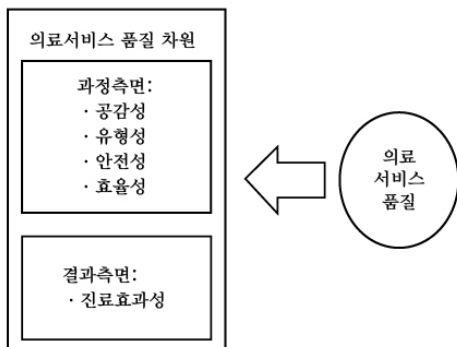 의료서비스 품질 차원
과정측면:
· 공감성
· 유형성
· 안전성
· 효율성
의료
서비스
품질
결과측면:
· 진료효과성